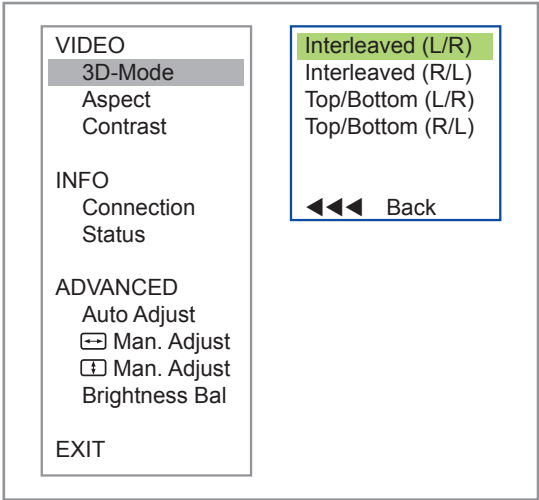 VIDEO
3D-Mode
Aspect
Contrast
INFO
Connection
Status
ADVANCED
Auto Adjust
Man. Adjust
Man. Adjust
Brightness Bal
EXIT
Interleaved (L/R)
Interleaved (R/L)
Top/Bottom (L/R)
Top/Bottom (R/L)
◀◀◀ Back